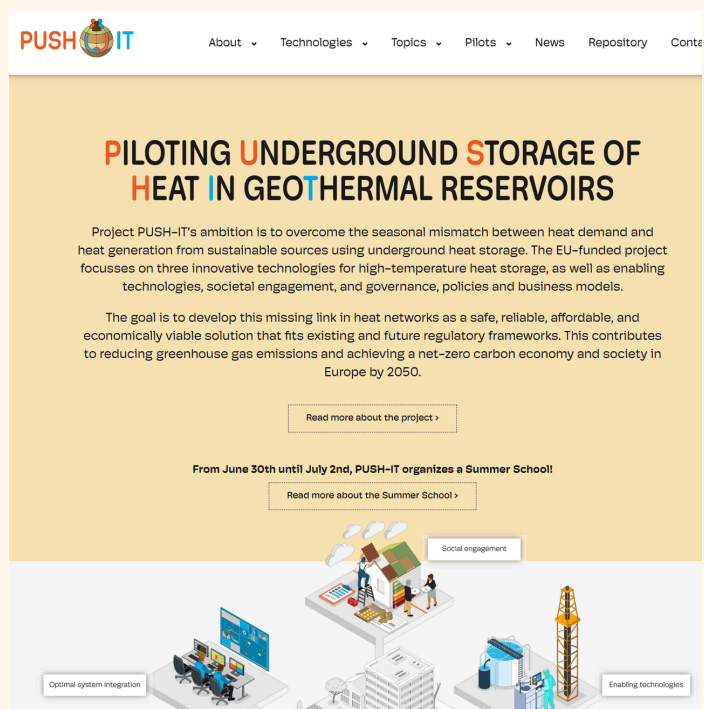 PUSH IT
About Technologies Topics Pilots News Repository Conta
PILOTING UNDERGROUND STORAGE OF
HEAT IN GEOTHERMAL RESERVOIRS
Project PUSH-IT's ambition is to overcome the seasonal mismatch between heat demand and
heat generation from sustainable sources using underground heat storage. The EU-funded project
focusses on three innovative technologies for high-temperature heat storage, as well as enabling
technologies, societal engagement, and governance, policies and business models.
The goal is to develop this missing link in heat networks as a safe, reliable, affordable, and
economically viable solution that fits existing and future regulatory frameworks. This contributes
to reducing greenhouse gas emissions and achieving a net-zero carbon economy and society in
Europe by 2050.
Read more about the project >
From June 30th until July 2nd, PUSH-IT organizes a Summer School!
Read more about the Summer School >
Social engagement
Optimal system integration
Enabling technologies